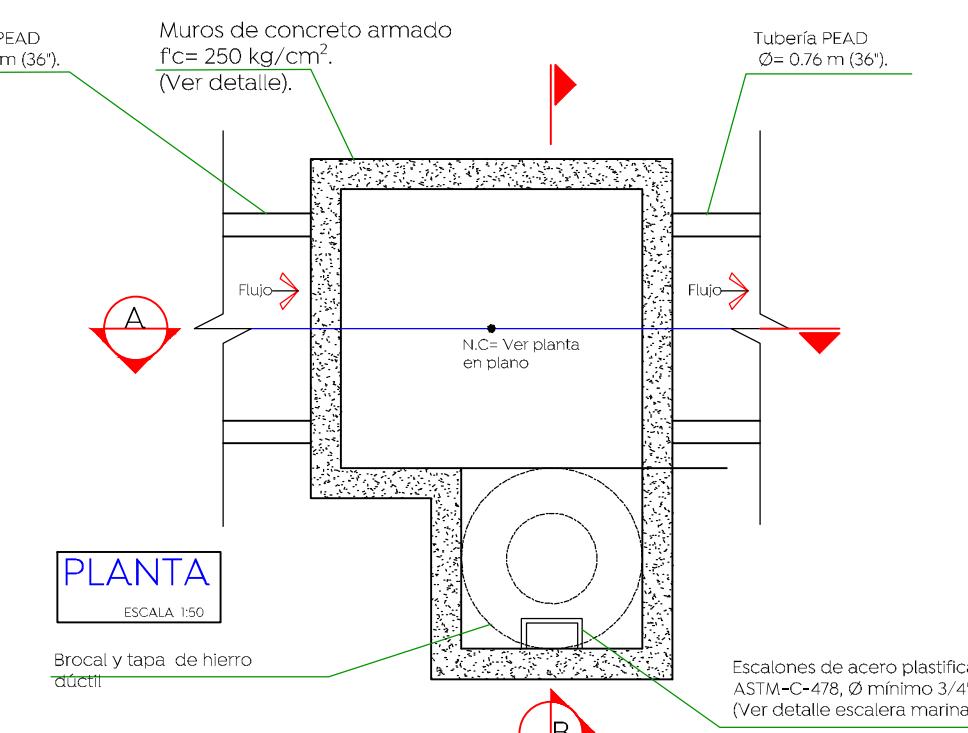 PEAD
m (36").
Muros de concreto armado
f'c= 250 kg/cm².
(Ver detalle).
Tubería PEAD
Ø= 0.76 m (36").
Flujo
Flujo
A
N.C= Ver planta
en plano
PLANTA
ESCALA 1:50
Brocal y tapa de hierro
dúctil
Escalones de acero plastifica
ASTM-C-478, Ø mínimo 3/4"
(Ver detalle escalera marina
B